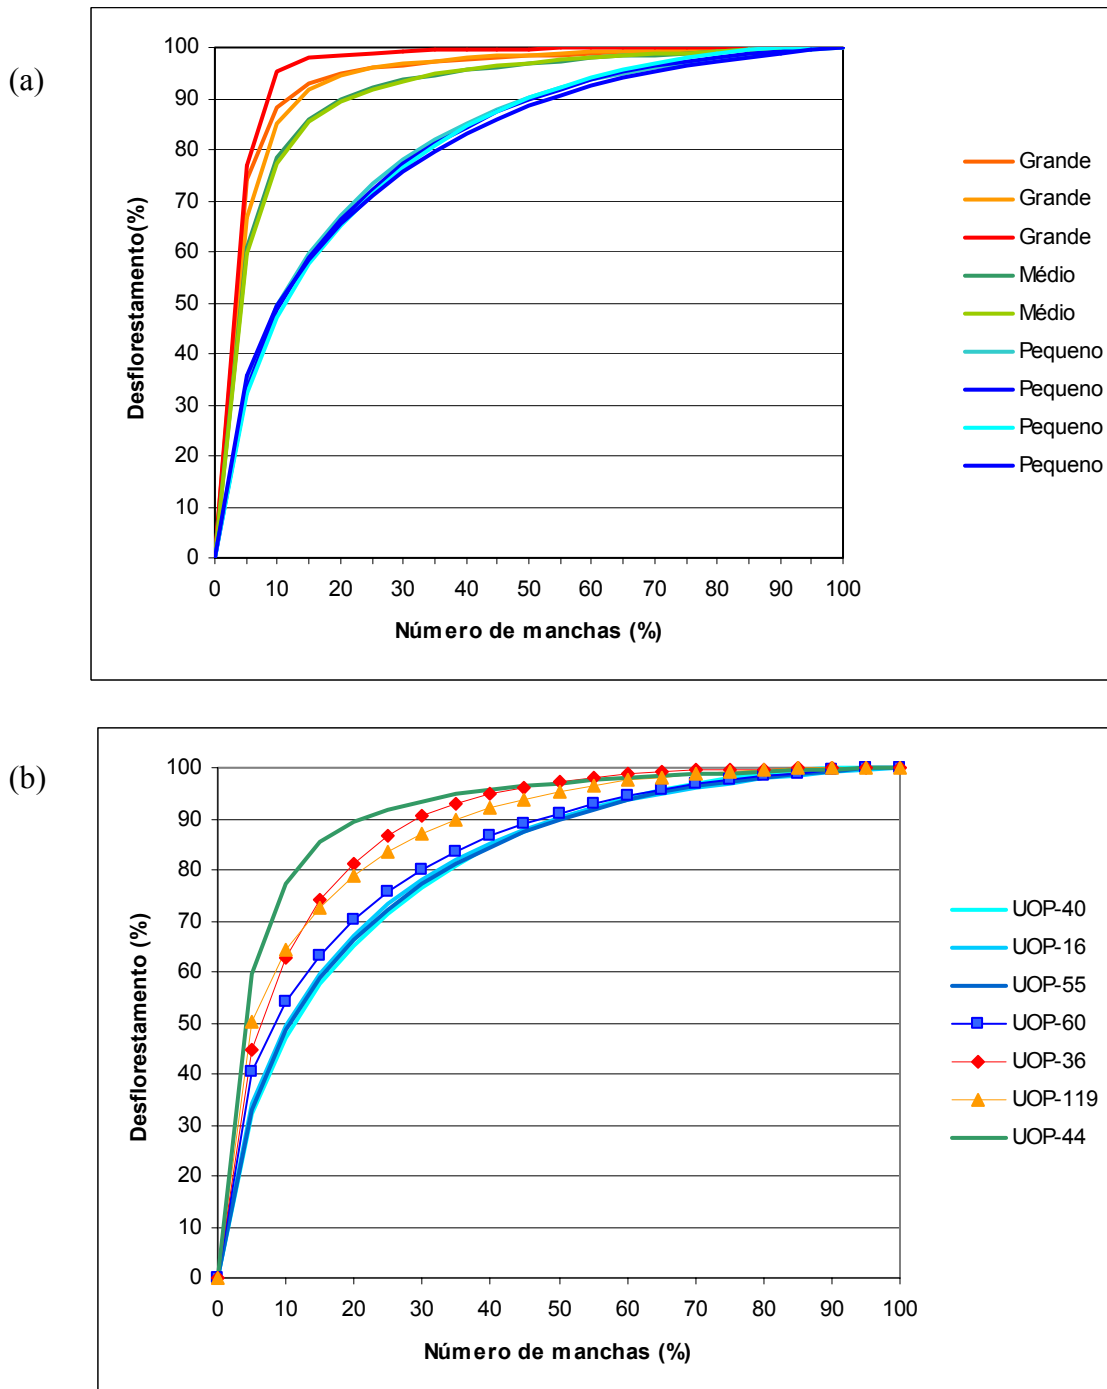 (a)
100
90
80
70
60
50
40
30
20
10
0
Desflorestamento(%)
0 10 20 30 40 50 60 70 80 90 100
Número de manchas (%)
Grande
Grande
Grande
Médio
Médio
Pequeno
Pequeno
Pequeno
Pequeno
(b)
100
90
80
70
60
50
40
30
20
10
0
Desflorestamento (%)
0 10 20 30 40 50 60 70 80 90 100
Número de manchas (%)
UOP-40
UOP-16
UOP-55
UOP-60
UOP-36
UOP-119
UOP-44